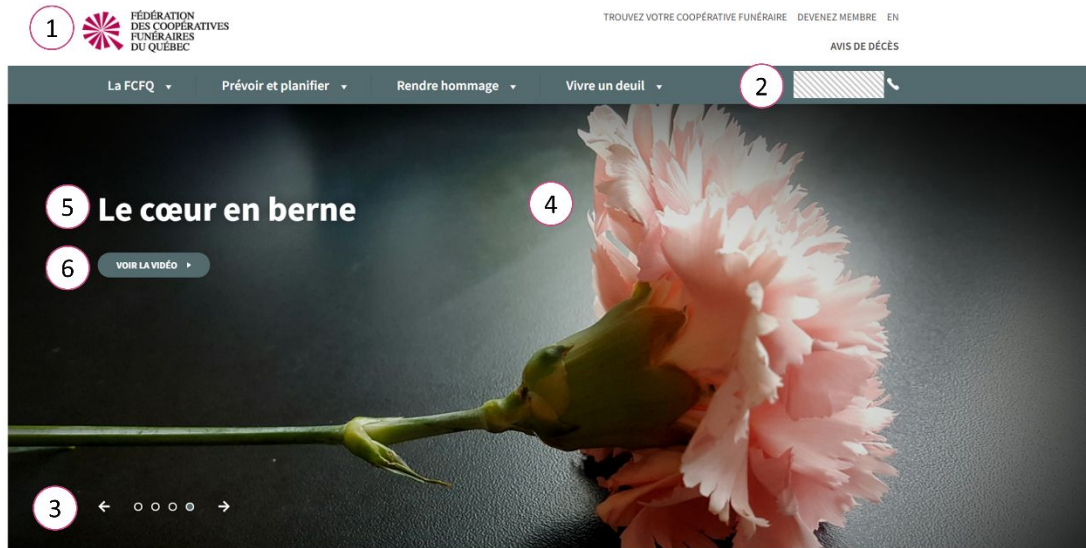 1
FÉDÉRATION
DES COOPÉRATIVES
FUNÉRAIRES
DU QUÉBEC
TROUVEZ VOTRE COOPÉRATIVE FUNÉRAIRE DEVENEZ MEMBRE EN
AVIS DE DÉCÈS
La FCFQ Prévoir et planifier Rendre hommage Vivre un deuil 2
5 Le cœur en berne 4
6 VOIR LA VIDÉO
3